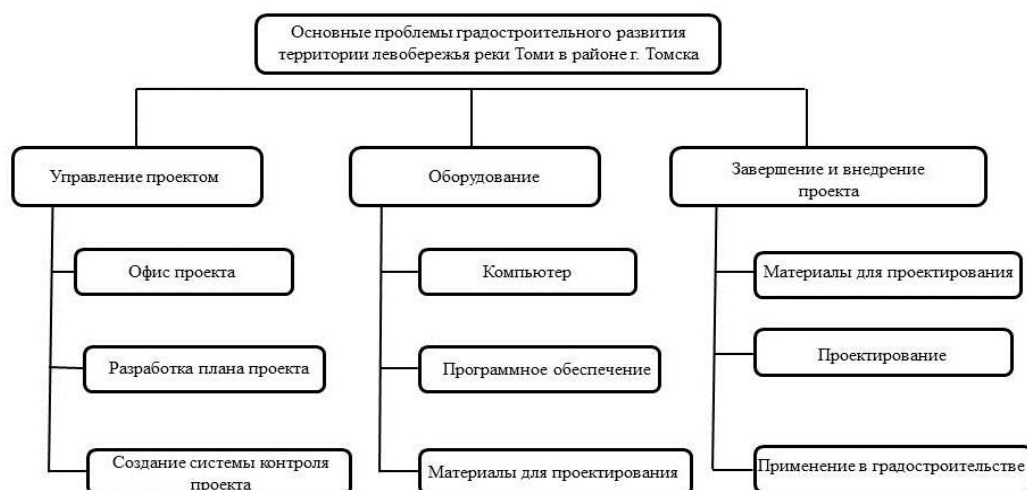 Основные проблемы градостроительного развития
территории левобережья реки Томи в районе г. Томска
Управление проектом
Оборудование
Завершение и внедрение
проекта
Офис проекта
Компьютер
Материалы для проектирования
Разработка плана проекта
Программное обеспечение
Проектирование
Создание системы контроля
проекта
Материалы для проектирования
Применение в градостроительстве